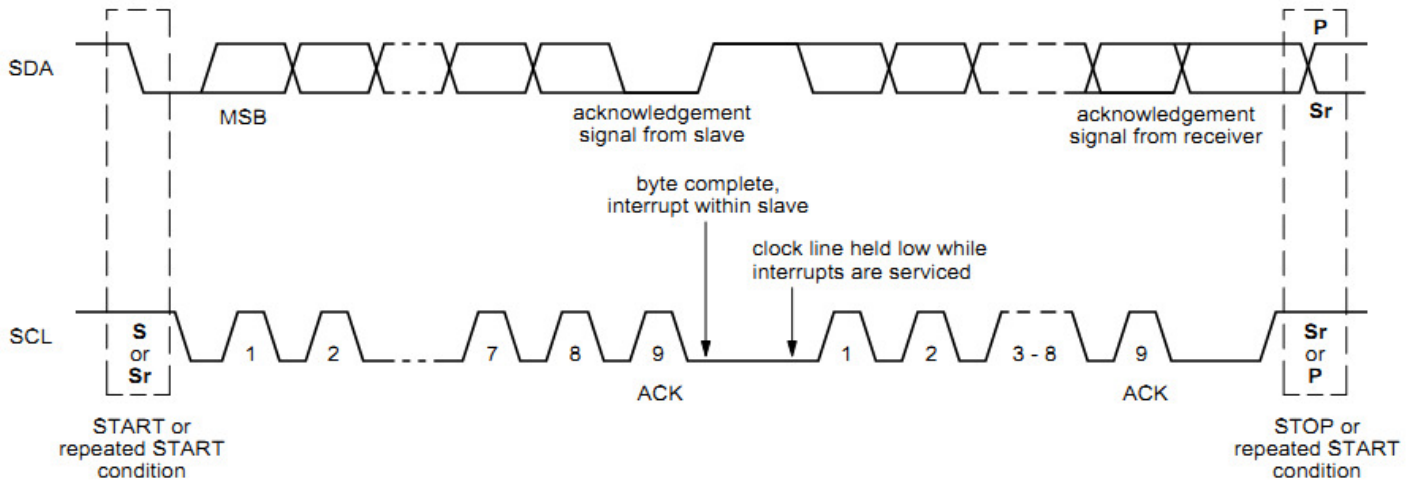 P
SDA
MSB
acknowledgement
signal from slave
acknowledgement
signal from receiver
Sr
byte complete,
interrupt within slave
clock line held low while
interrupts are serviced
SCL
S
or
Sr
1
2
7
8
9
1
2
3 - 8
9
Sr
or
P
ACK
ACK
START or
repeated START
condition
STOP or
repeated START
condition